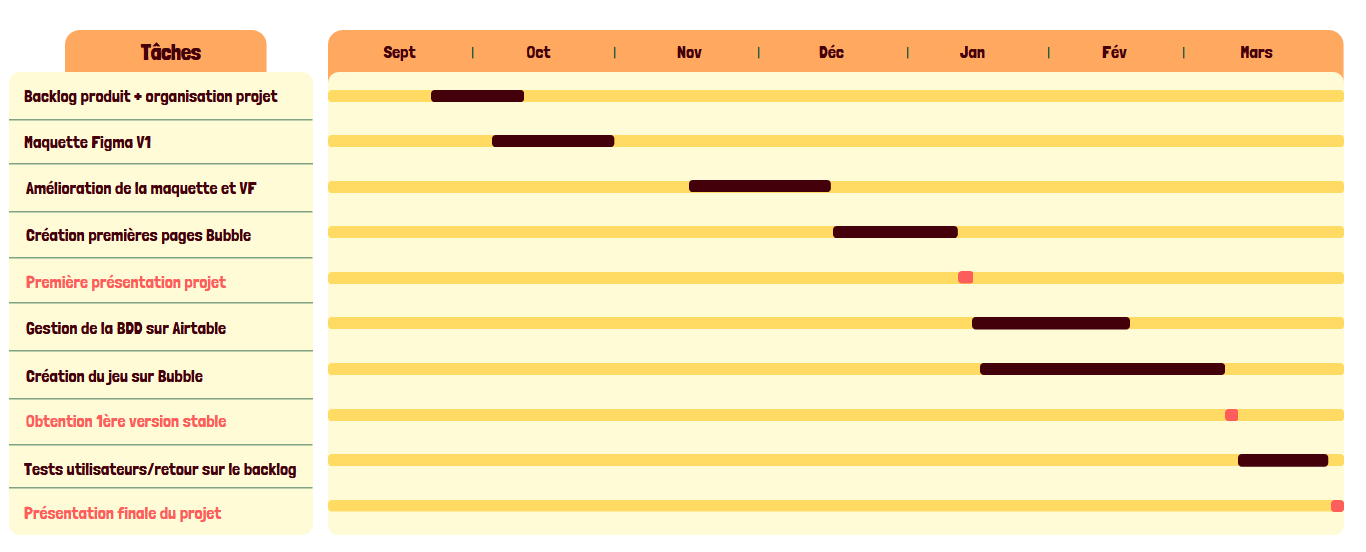 Tâches
Sept | Oct | Nov | Déc | Jan | Fév | Mars
Backlog produit + organisation projet
Maquette Figma V1
Amélioration de la maquette et VF
Création premières pages Bubble
Première présentation projet
Gestion de la BDD sur Airtable
Création du jeu sur Bubble
Obtention 1ère version stable
Tests utilisateurs/retour sur le backlog
Présentation finale du projet